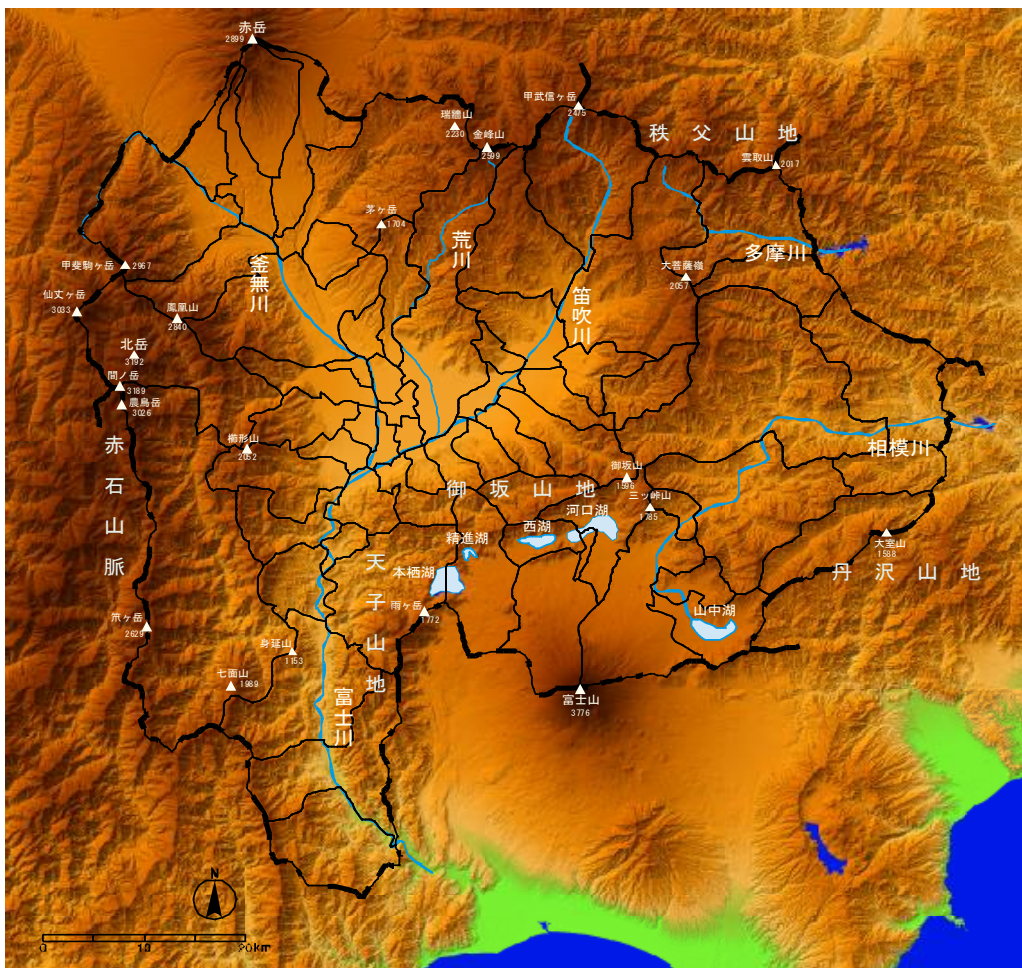 赤岳
2899
甲武信ヶ岳
2475
瑞牆山
2230
金峰山
2599
秩父山地
雲取山
2017
茅ヶ岳
1704
荒川
多摩川
甲斐駒ヶ岳
2967
釜無川
大菩薩嶺
2057
仙丈ヶ岳
3033
鳳凰山
2840
笛吹川
北岳
3192
間ノ岳
3189
農鳥岳
3026
櫛形山
2052
赤石山脈
相模川
御坂山
1596
御坂山地
三ッ峠山
1785
河口湖
西湖
精進湖
本栖湖
天子山地
大室山
1588
丹沢山地
雨ヶ岳
1772
山中湖
笊ヶ岳
2629
身延山
1153
七面山
1989
富士川
富士山
3776
N
0 10 20km